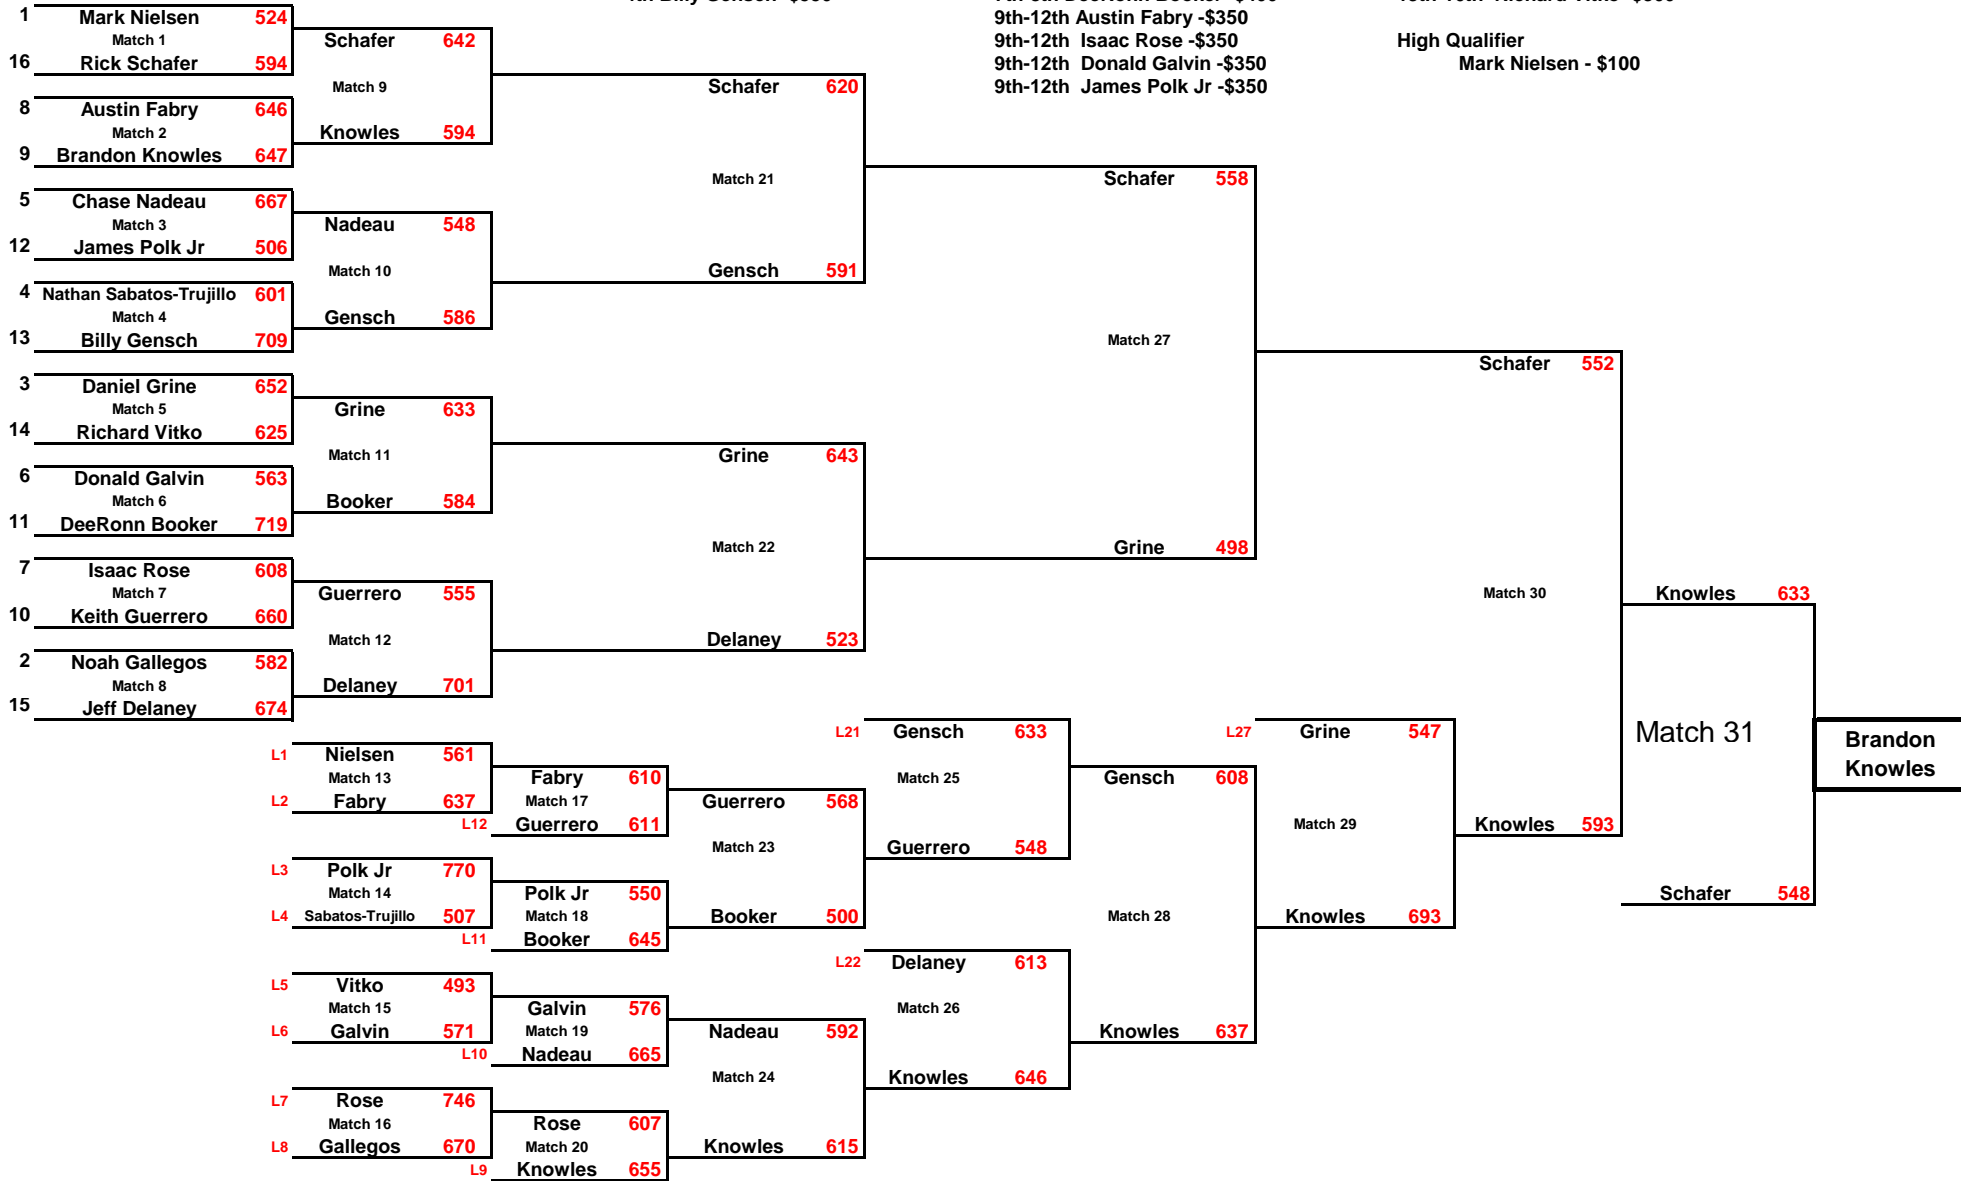 4th Billy Gensch -$550
7th-8th DeeRonn Booker -$400
13th-16th Richard Vitko -$300
9th-12th Austin Fabry -$350
9th-12th Isaac Rose -$350
High Qualifier
9th-12th Donald Galvin -$350
Mark Nielsen - $100
9th-12th James Polk Jr -$350
1 Mark Nielsen 524
Match 1
16 Rick Schafer 594
8 Austin Fabry 646
Match 2
9 Brandon Knowles 647
5 Chase Nadeau 667
Match 3
12 James Polk Jr 506
4 Nathan Sabatos-Trujillo 601
Match 4
13 Billy Gensch 709
3 Daniel Grine 652
Match 5
14 Richard Vitko 625
6 Donald Galvin 563
Match 6
11 DeeRonn Booker 719
7 Isaac Rose 608
Match 7
10 Keith Guerrero 660
2 Noah Gallegos 582
Match 8
15 Jeff Delaney 674
Schafer 642
Match 9
Knowles 594
Nadeau 548
Match 10
Gensch 586
Grine 633
Match 11
Booker 584
Guerrero 555
Match 12
Delaney 701
Schafer 620
Match 21
Gensch 591
Grine 643
Match 22
Delaney 523
Schafer 558
Match 27
Grine 498
Schafer 552
Match 30
Knowles 593
Knowles 633
Match 31
Schafer 548
Brandon
Knowles
L1 Nielsen 561
Match 13
L2 Fabry 637
L3 Polk Jr 770
Match 14
L4 Sabatos-Trujillo 507
L5 Vitko 493
Match 15
L6 Galvin 571
L7 Rose 746
Match 16
L8 Gallegos 670
Fabry 610
Match 17
L12 Guerrero 611
Polk Jr 550
Match 18
L11 Booker 645
Galvin 576
Match 19
L10 Nadeau 665
Rose 607
Match 20
L9 Knowles 655
Guerrero 568
Match 23
Booker 500
Nadeau 592
Match 24
Knowles 615
L21 Gensch 633
Match 25
Guerrero 548
L22 Delaney 613
Match 26
Knowles 646
Gensch 608
Match 28
Knowles 637
L27 Grine 547
Match 29
Knowles 693